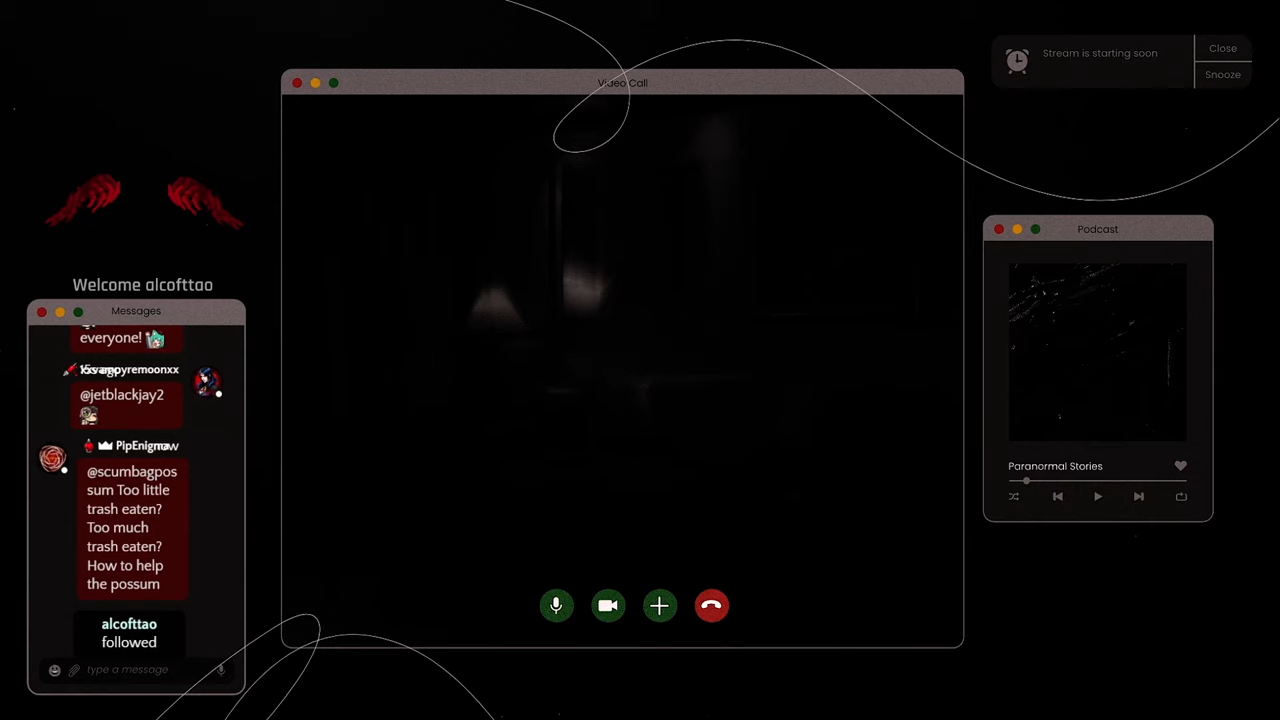 Stream is starting soon
Close
Snooze
Video Call
Podcast
Paranormal Stories
Welcome alcofttao
Messages
everyone!
@jetblackjay2
PipEnigma
@scumbagpos
sum Too little
trash eaten?
Too much
trash eaten?
How to help
the possum
alcofttao
followed
type a message